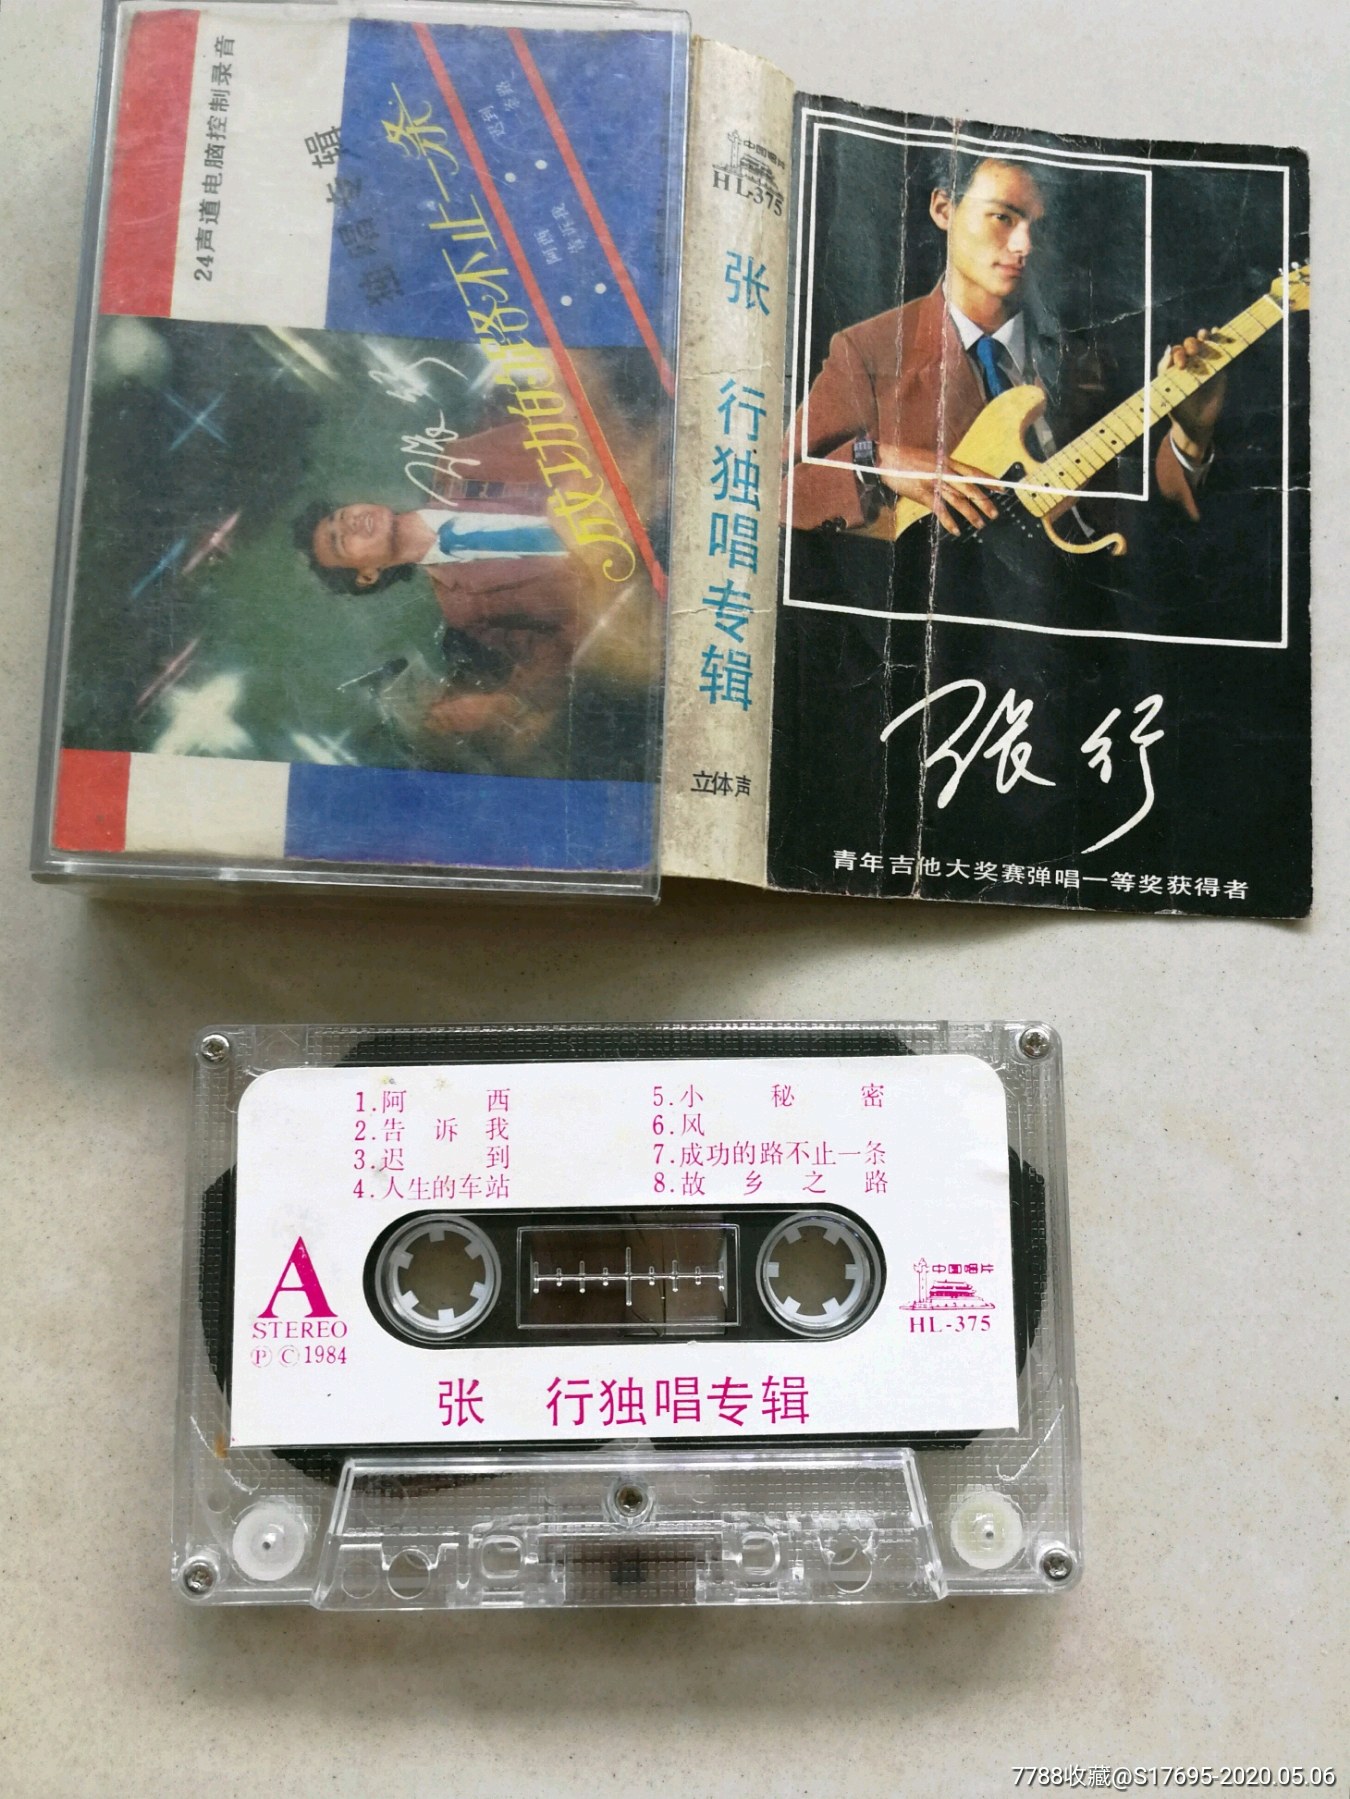 24声道电脑控制录音
独唱专辑
成功的路不止一条
阿西
告诉我
迟到
张行
中国唱片
HL-375
张 行独唱专辑
立体声
张行
青年吉他大奖赛弹唱一等奖获得者
1.阿 西
2.告 诉 我
3.迟 到
4.人生的车站
5.小 秘 密
6.风
7.成功的路不止一条
8.故 乡 之 路
A
STEREO
Ⓟ Ⓒ 1984
中国唱片
HL-375
张 行独唱专辑
7788收藏@S17695-2020.05.06